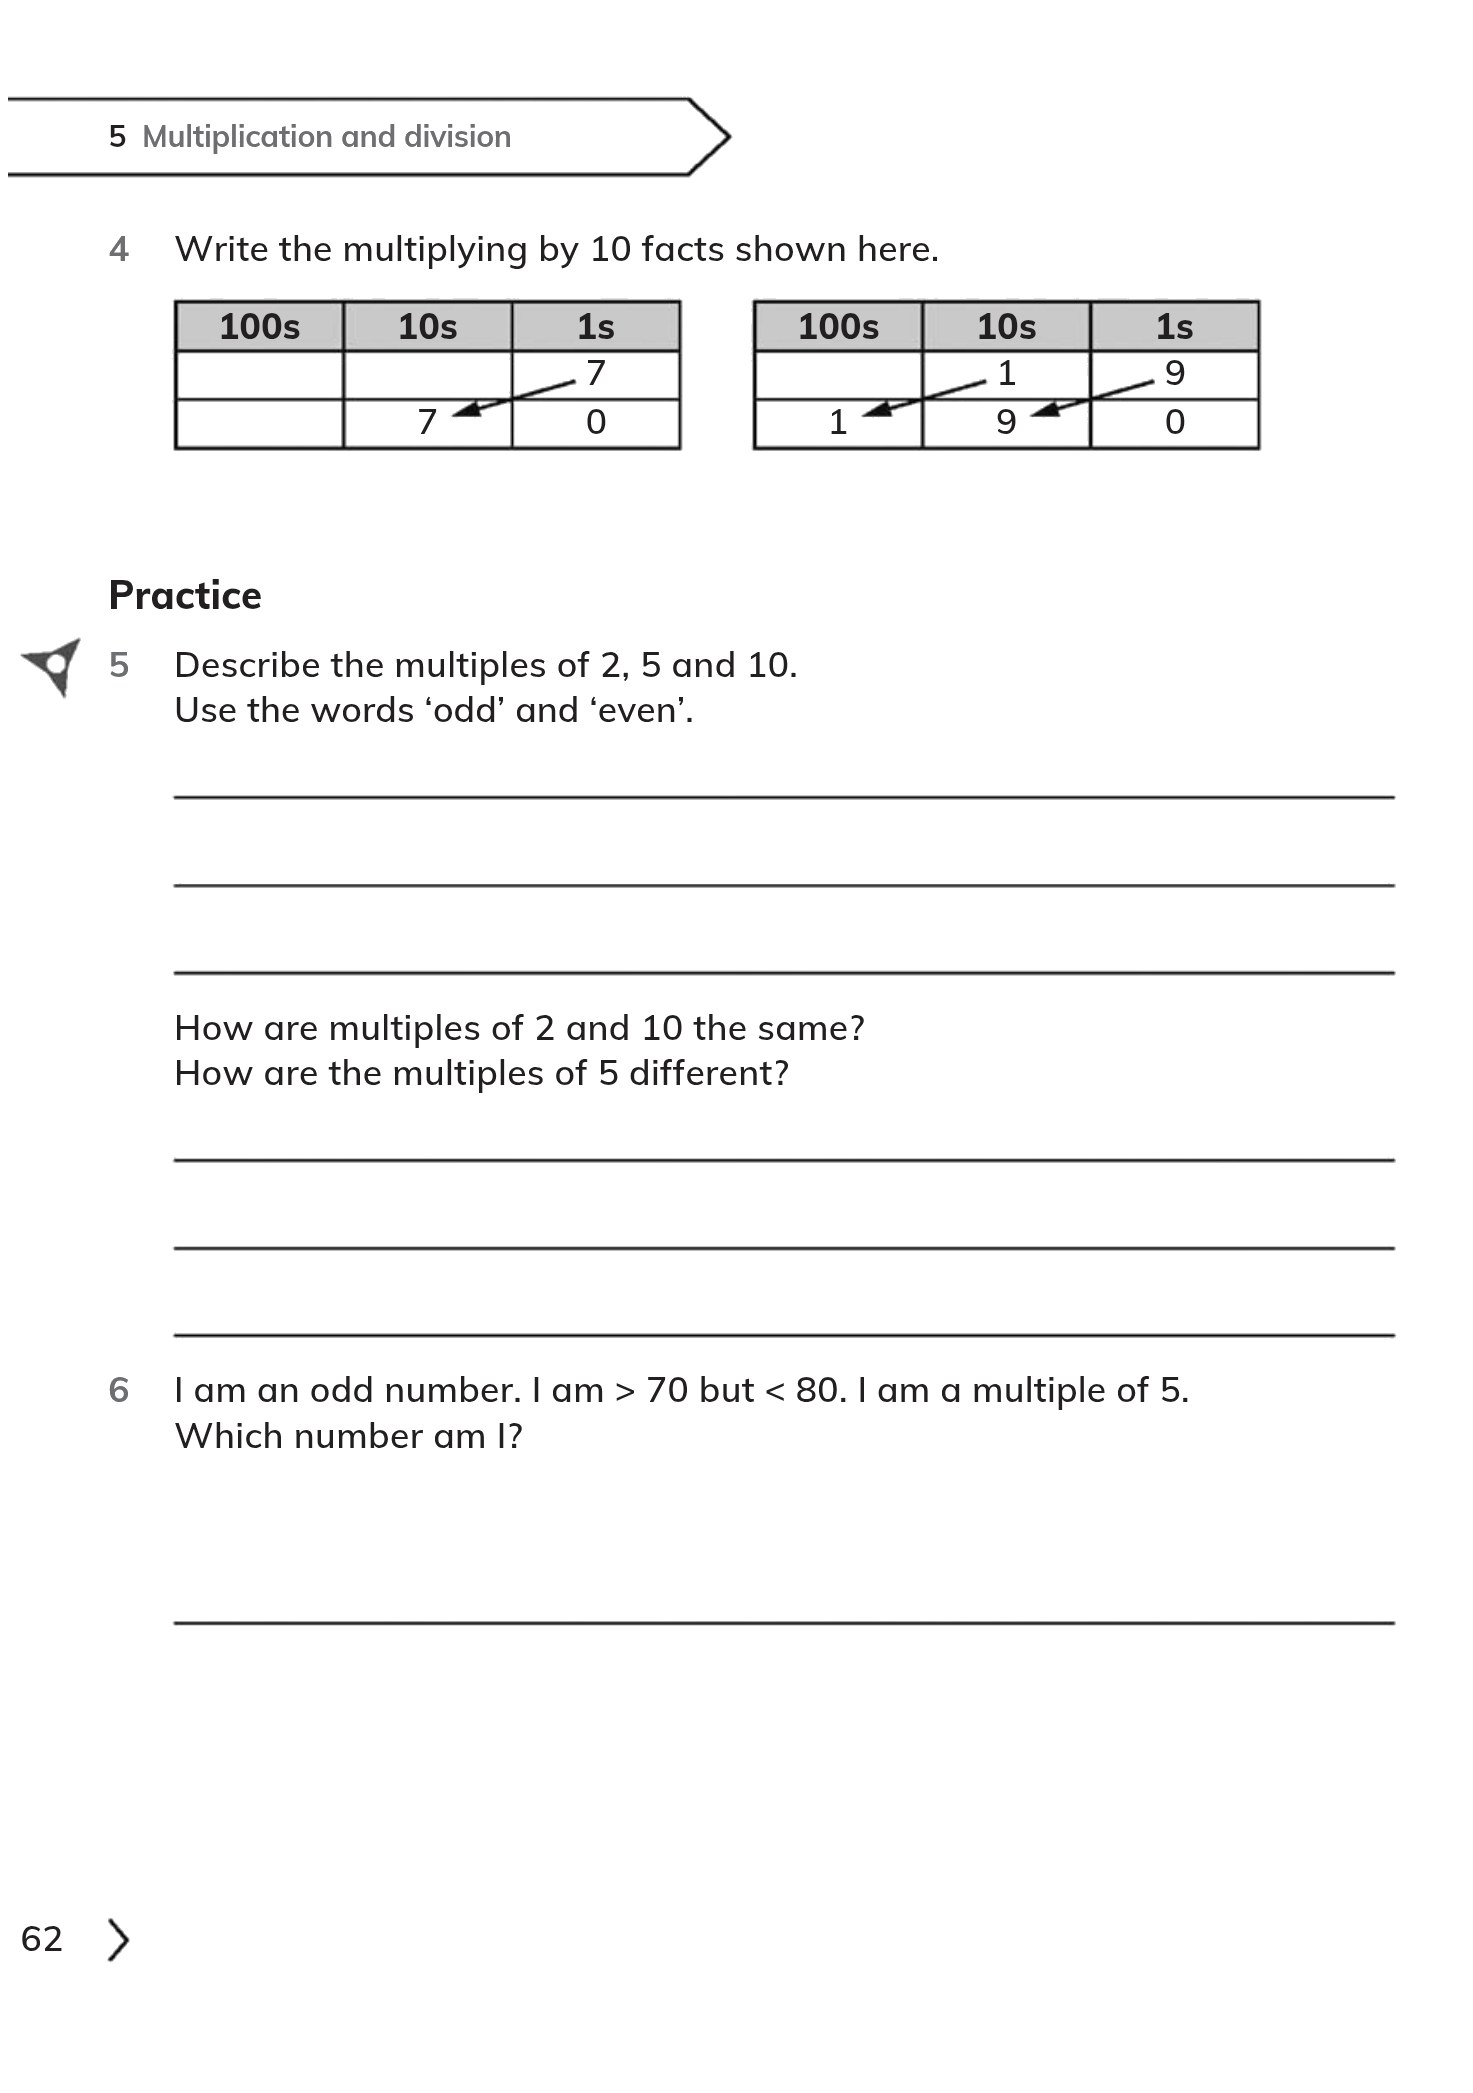 5 Multiplication and division
4 Write the multiplying by 10 facts shown here.
100s 10s 1s 100s 10s 1s
7 1 9
7 0 1 9 0
Practice
5 Describe the multiples of 2, 5 and 10.
Use the words ‘odd’ and ‘even’.
How are multiples of 2 and 10 the same?
How are the multiples of 5 different?
6 I am an odd number. I am > 70 but < 80. I am a multiple of 5.
Which number am I?
62